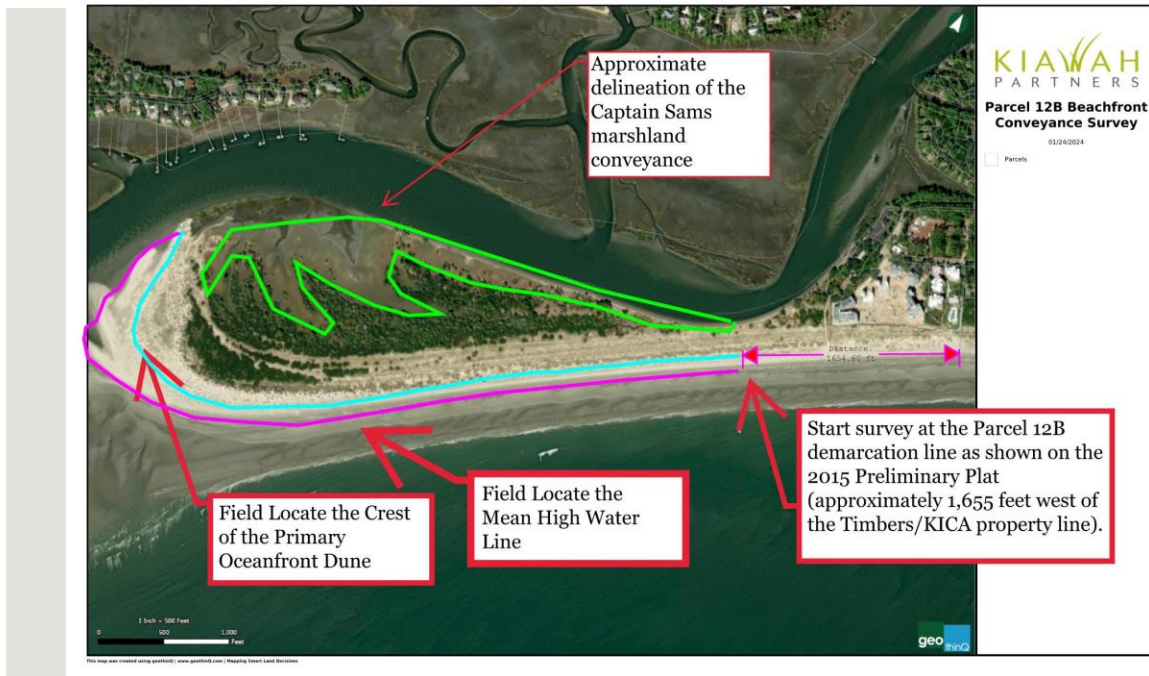 Approximate
delineation of the
Captain Sams
marshland
conveyance
KIAWAH
PARTNERS
Parcel 12B Beachfront
Conveyance Survey
01/24/2024
Parcels
Distance:
1654.60 ft
Start survey at the Parcel 12B
demarcation line as shown on the
2015 Preliminary Plat
(approximately 1,655 feet west of
the Timbers/KICA property line).
Field Locate the
Mean High Water
Line
Field Locate the Crest
of the Primary
Oceanfront Dune
1 Inch = 500 Feet
0 500 1,000
Feet
geo
thinQ
This map was created using geothinQ | www.geothinQ.com | Mapping Smart Land Decisions